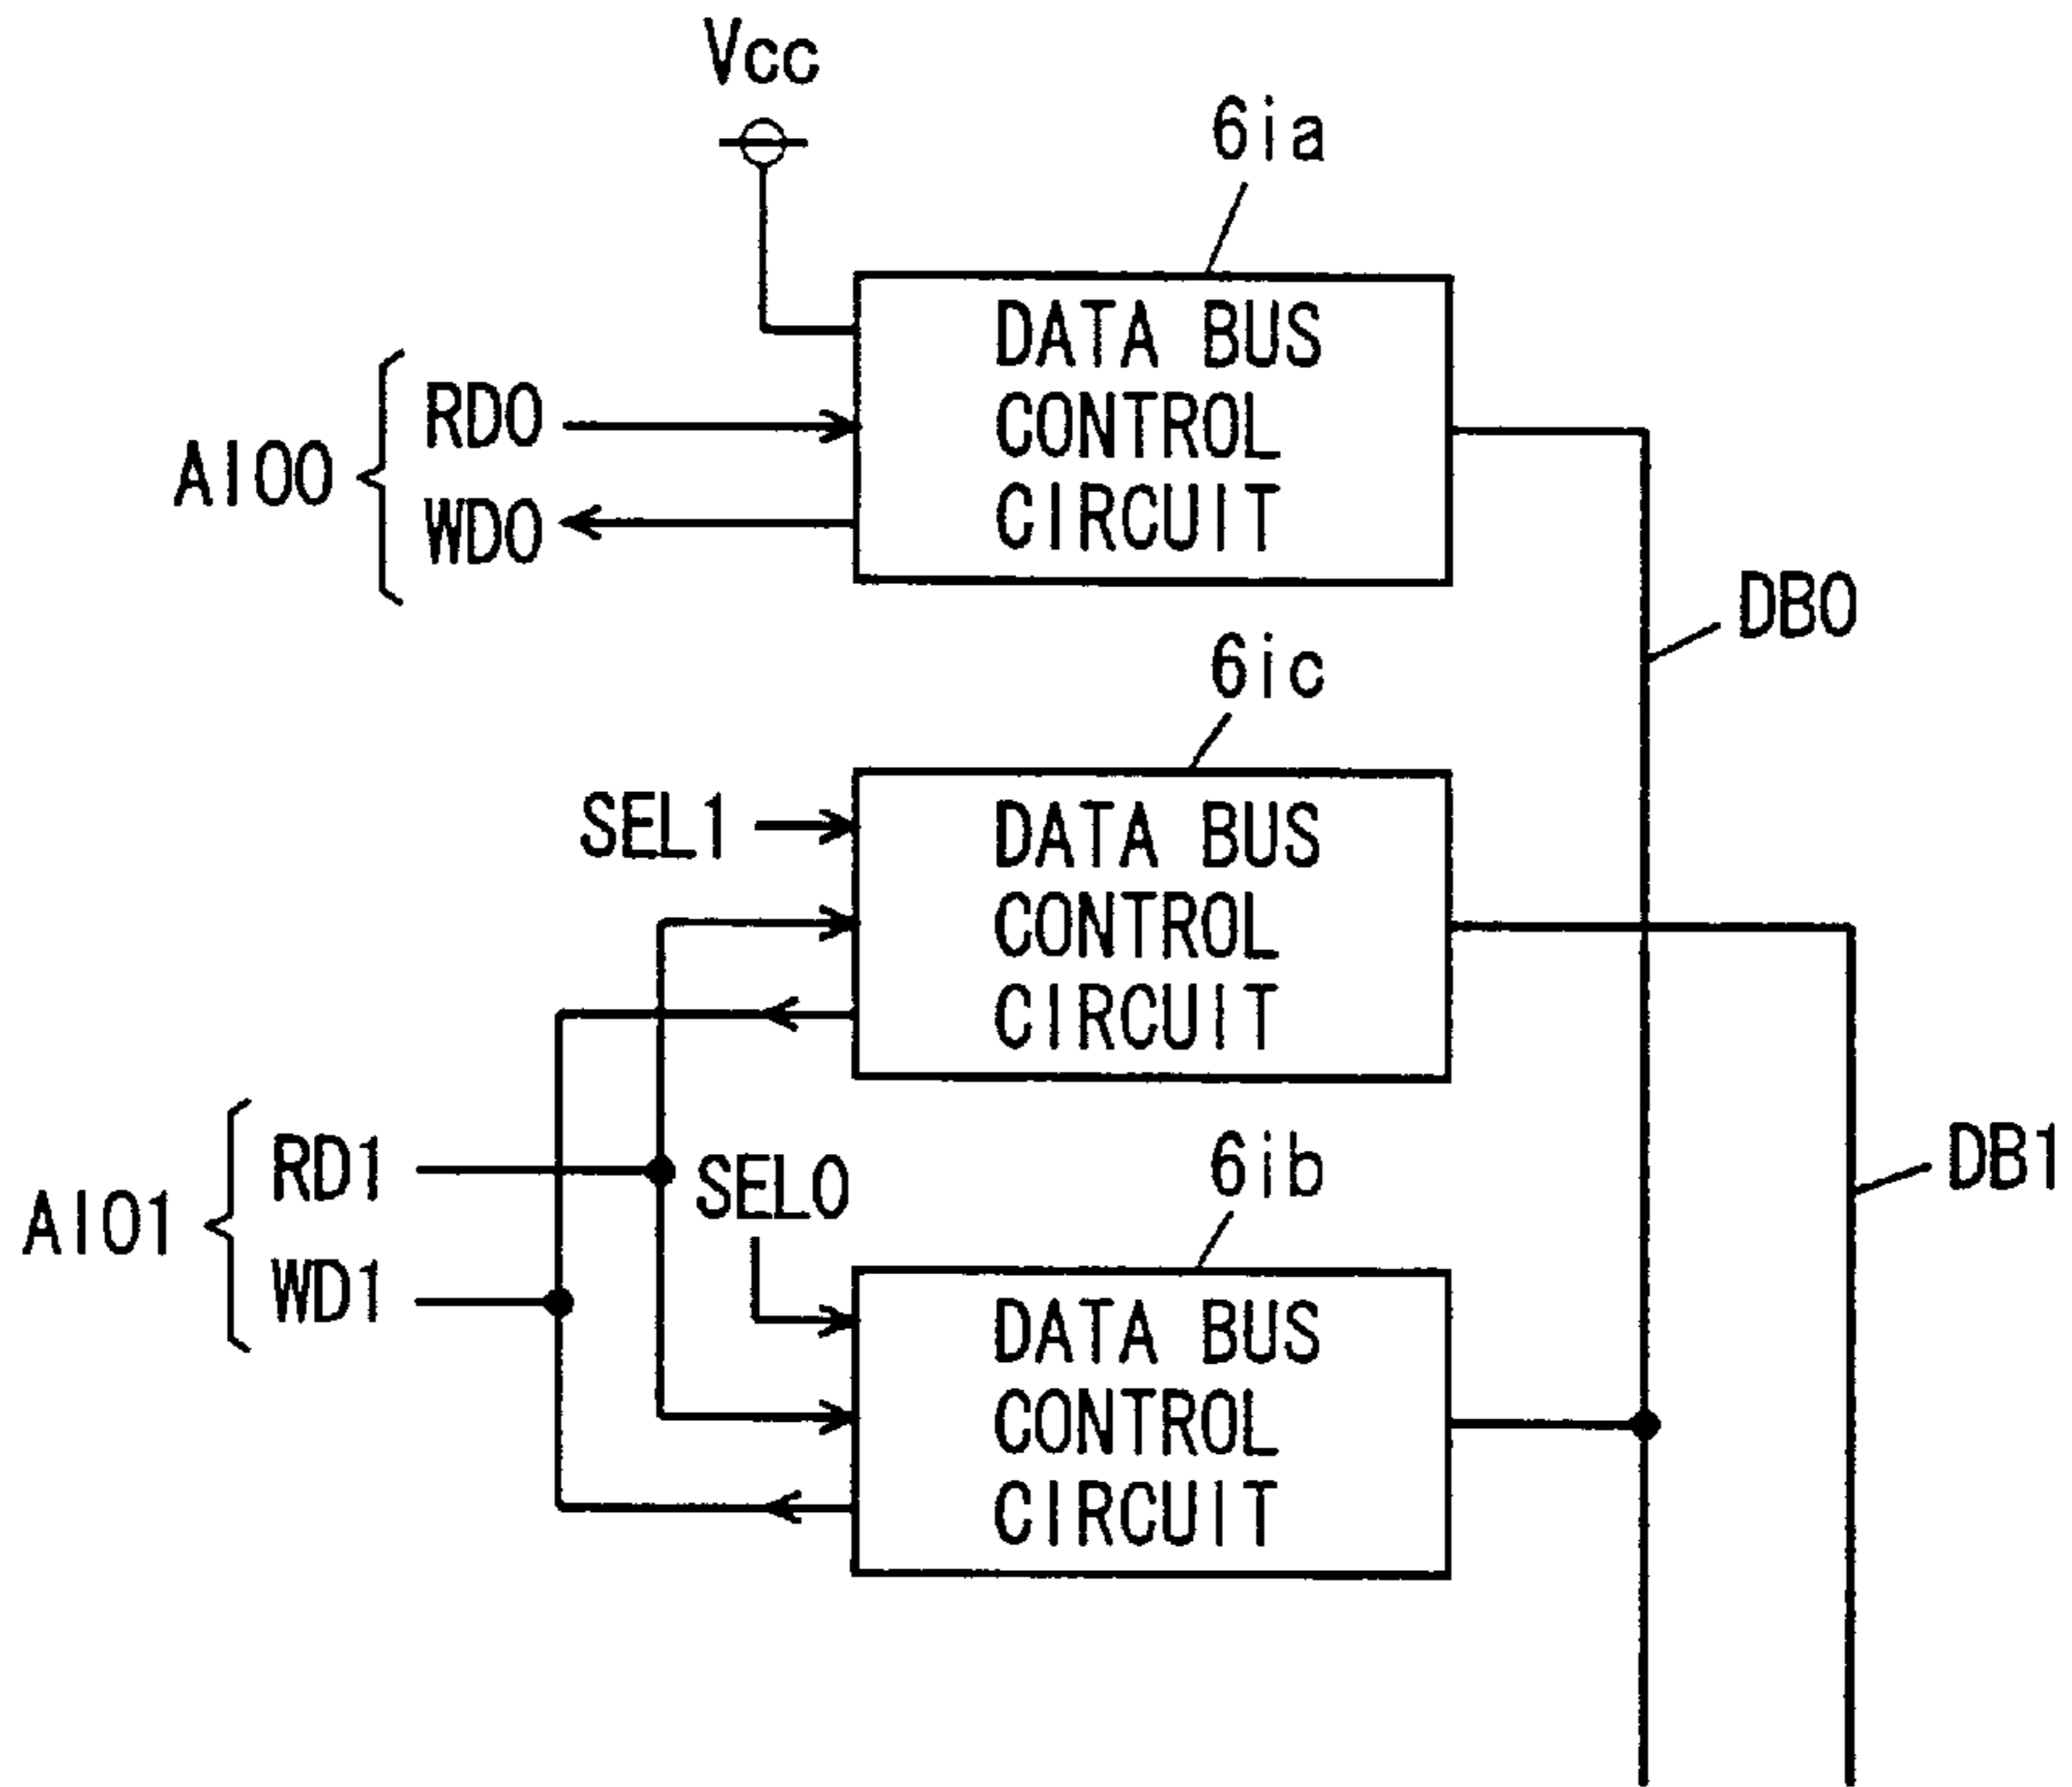 Vcc
6ia
DATA BUS
CONTROL
CIRCUIT
AIO0
RD0
WD0
DB0
6ic
SEL1
DATA BUS
CONTROL
CIRCUIT
AIO1
RD1
WD1
SEL0
6ib
DB1
DATA BUS
CONTROL
CIRCUIT